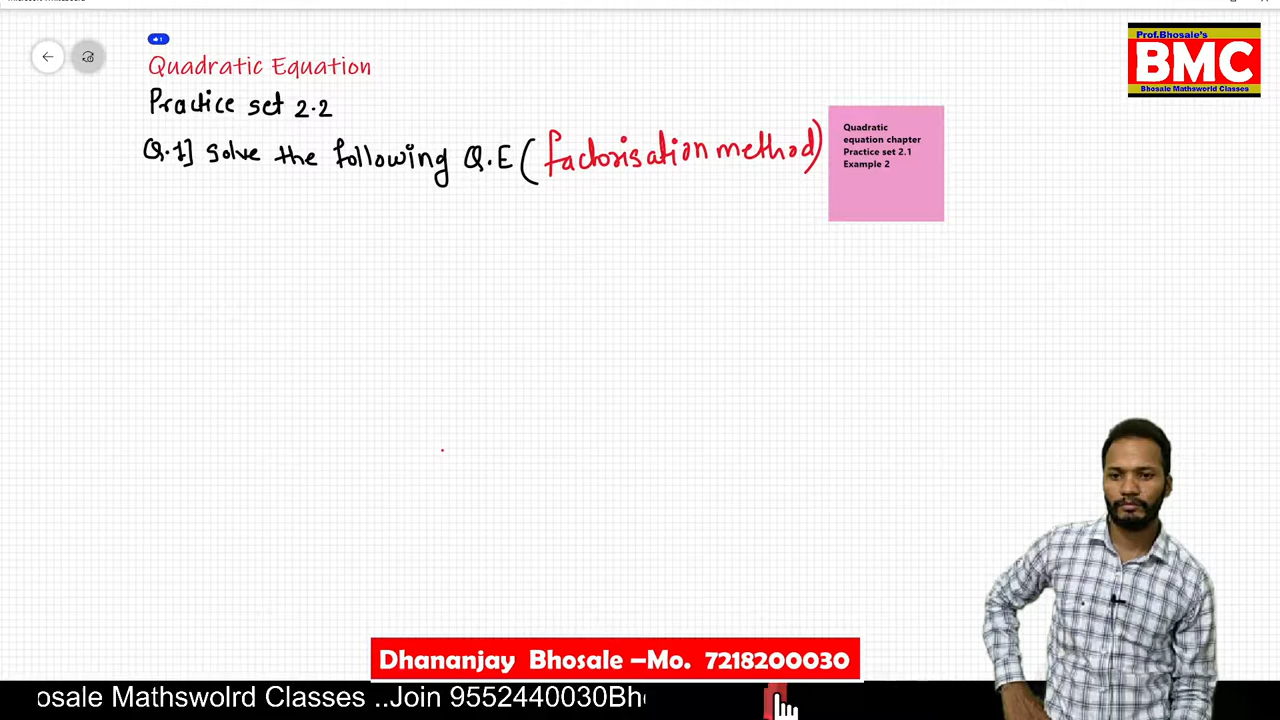 Quadratic Equation
Practice set 2.2
Q.1] Solve the following Q.E (factorisation method)
Quadratic
equation chapter
Practice set 2.1
Example 2
Prof.Bhosale's
BMC
Bhosale Mathsworld Classes
Dhananjay Bhosale –Mo. 7218200030
osale Mathswolrd Classes ..Join 9552440030Bh